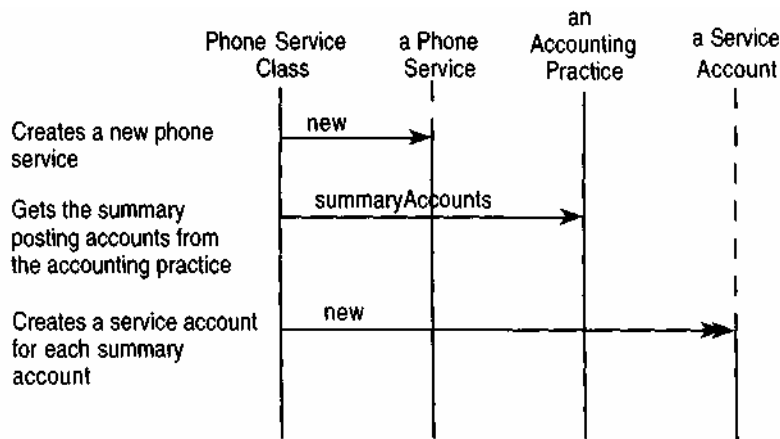 Phone Service
Class
a Phone
Service
an
Accounting
Practice
a Service
Account
Creates a new phone
service
new
Gets the summary
posting accounts from
the accounting practice
summaryAccounts
Creates a service account
for each summary
account
new